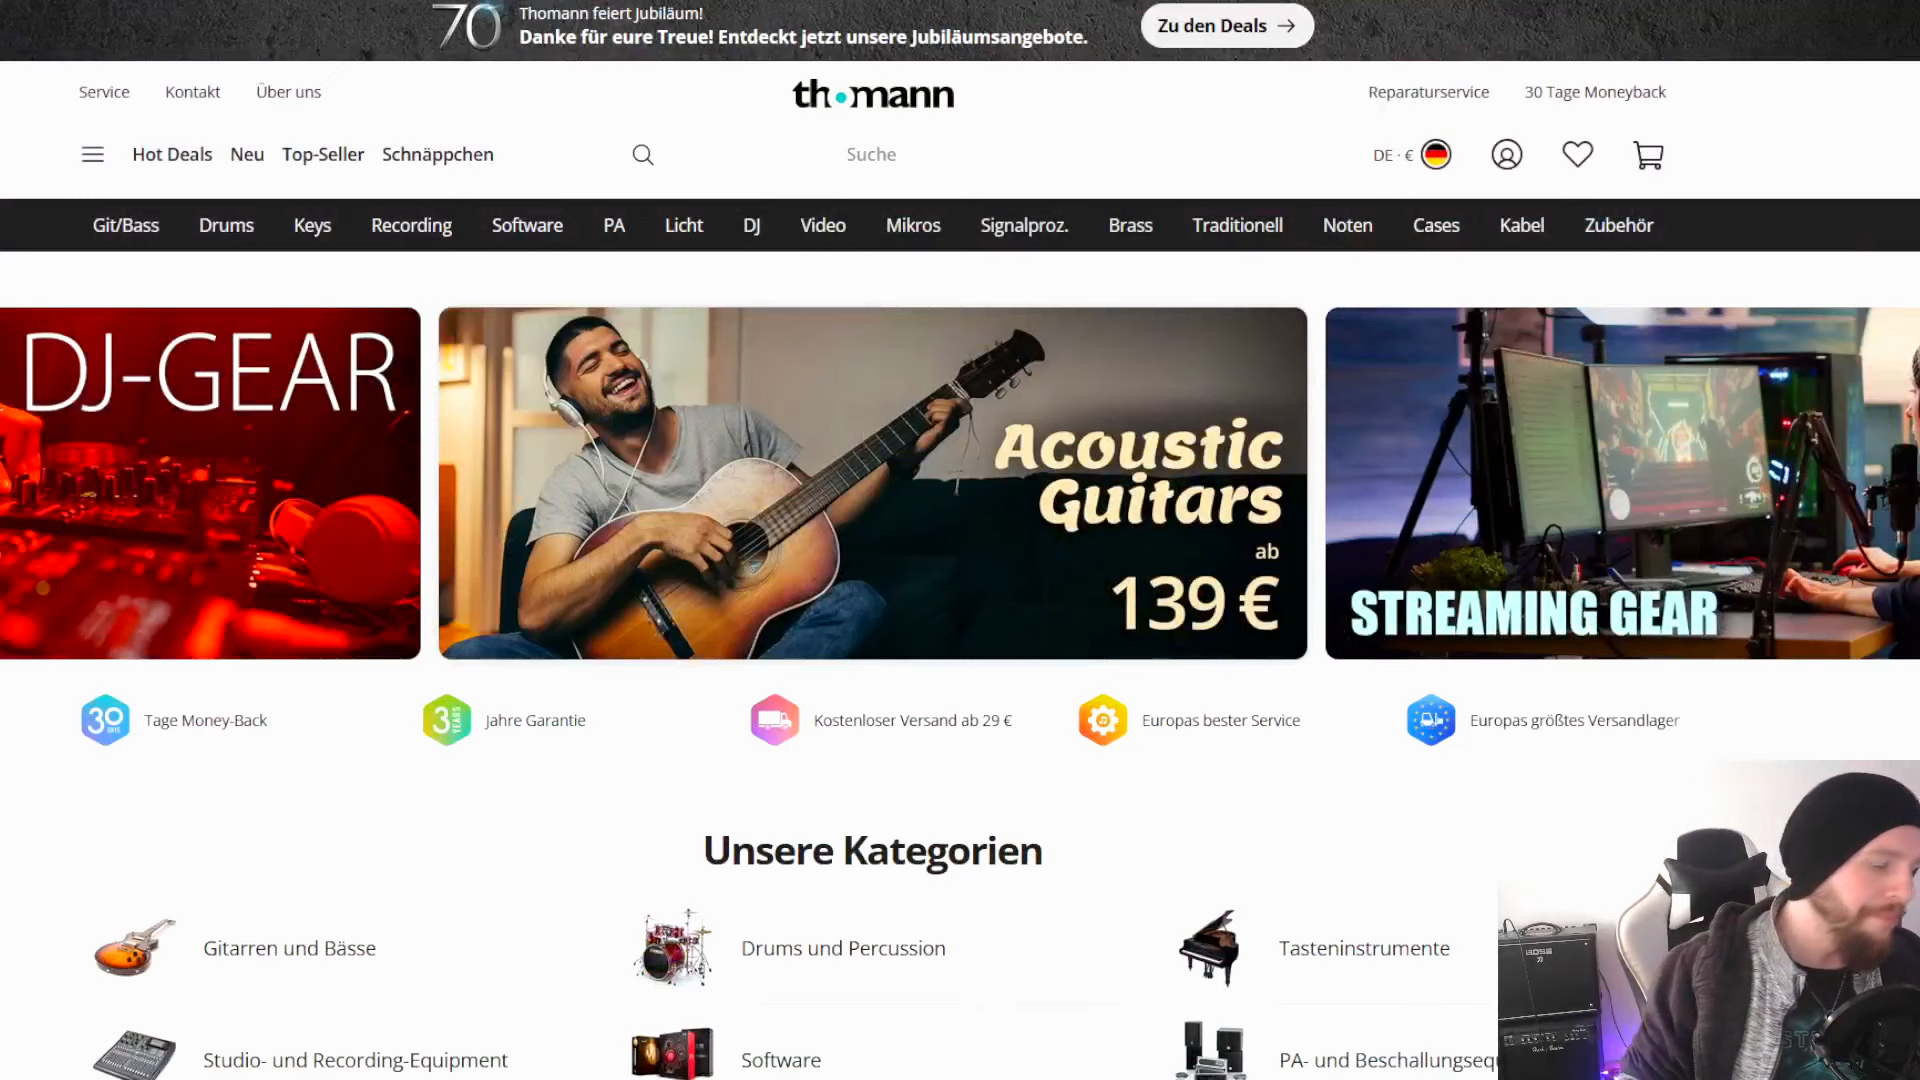 70
Thomann feiert Jubiläum!
Danke für eure Treue! Entdeckt jetzt unsere Jubiläumsangebote.
Zu den Deals
Service
Kontakt
Über uns
thomann
Reparaturservice
30 Tage Moneyback
Hot Deals
Neu
Top-Seller
Schnäppchen
Suche
DE · €
Git/Bass
Drums
Keys
Recording
Software
PA
Licht
DJ
Video
Mikros
Signalproz.
Brass
Traditionell
Noten
Cases
Kabel
Zubehör
DJ-GEAR
Acoustic
Guitars
ab
139 €
STREAMING GEAR
30
DAYS
Tage Money-Back
3
YEARS
Jahre Garantie
Kostenloser Versand ab 29 €
Europas bester Service
Europas größtes Versandlager
Unsere Kategorien
Gitarren und Bässe
Drums und Percussion
Tasteninstrumente
Studio- und Recording-Equipment
Software
PA- und Beschallungsequ
BOSS